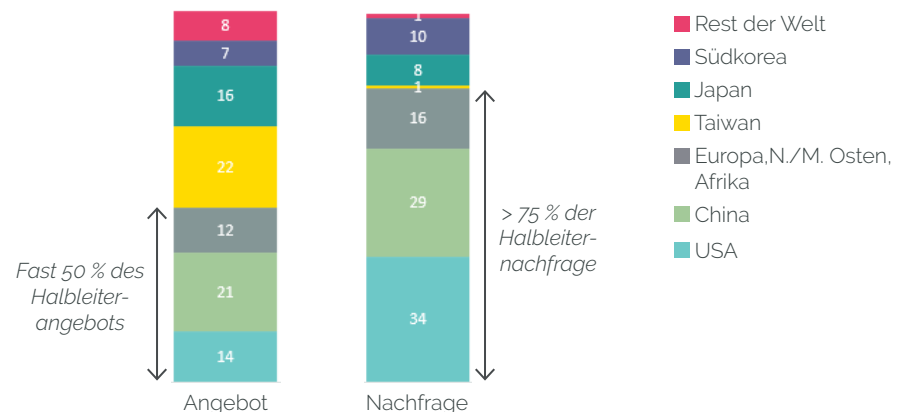 8
7
16
22
12
21
14
Fast 50 % des
Halbleiter-
angebots
Angebot
1
10
8
1
16
29
34
> 75 % der
Halbleiter-
nachfrage
Nachfrage
Rest der Welt
Südkorea
Japan
Taiwan
Europa,N./M. Osten,
Afrika
China
USA